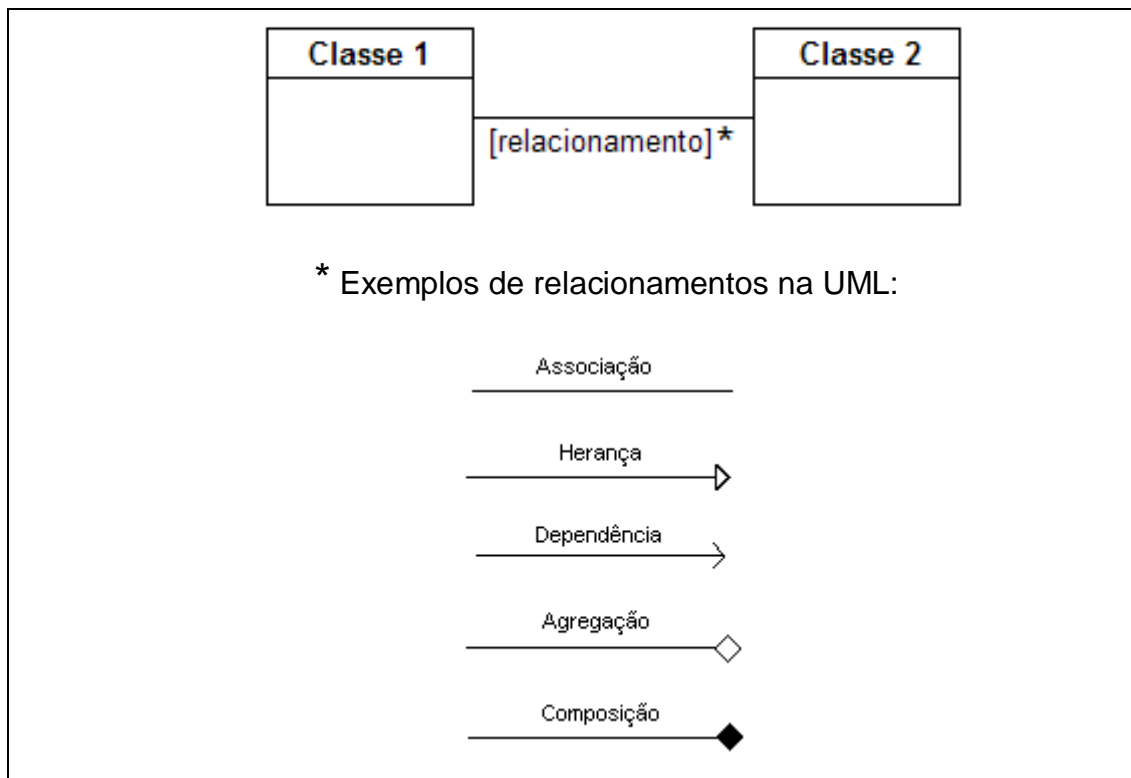 Classe 1
Classe 2
[relacionamento]*
* Exemplos de relacionamentos na UML:
Associação
Herança
Dependência
Agregação
Composição